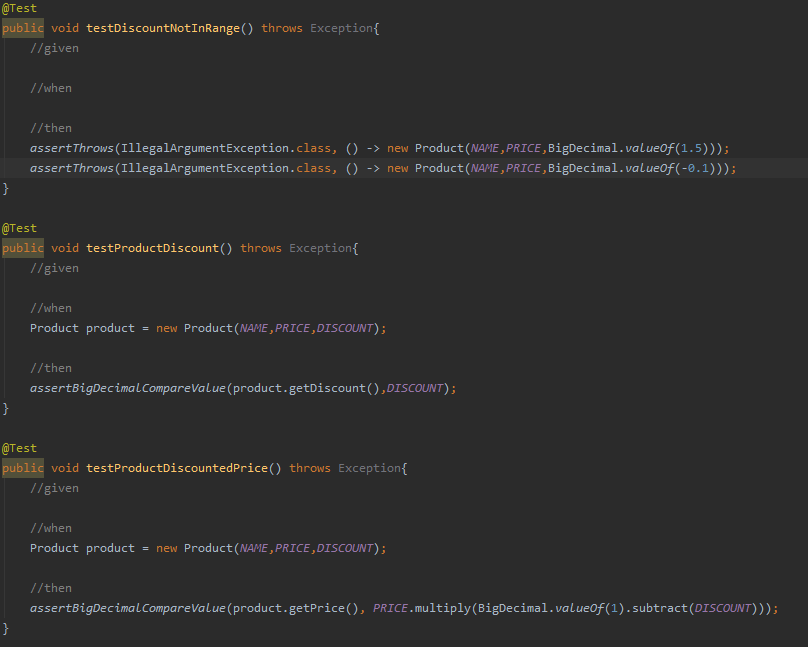 @Test
public void testDiscountNotInRange() throws Exception{
//given
//when
//then
assertThrows(IllegalArgumentException.class, () -> new Product(NAME,PRICE,BigDecimal.valueOf(1.5)));
assertThrows(IllegalArgumentException.class, () -> new Product(NAME,PRICE,BigDecimal.valueOf(-0.1)));
}
@Test
public void testProductDiscount() throws Exception{
//given
//when
Product product = new Product(NAME,PRICE,DISCOUNT);
//then
assertBigDecimalCompareValue(product.getDiscount(),DISCOUNT);
}
@Test
public void testProductDiscountedPrice() throws Exception{
//given
//when
Product product = new Product(NAME,PRICE,DISCOUNT);
//then
assertBigDecimalCompareValue(product.getPrice(), PRICE.multiply(BigDecimal.valueOf(1).subtract(DISCOUNT)));
}